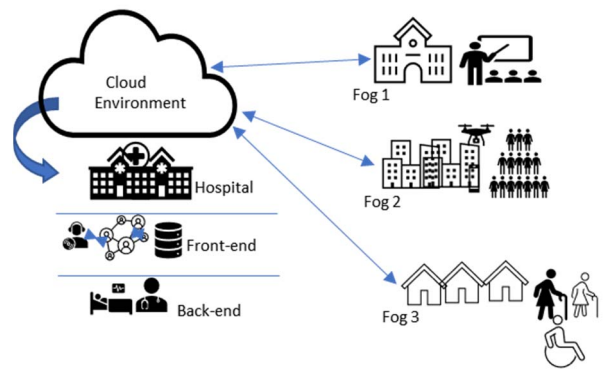 Cloud
Environment
Fog 1
Hospital
Fog 2
Front-end
Back-end
Fog 3